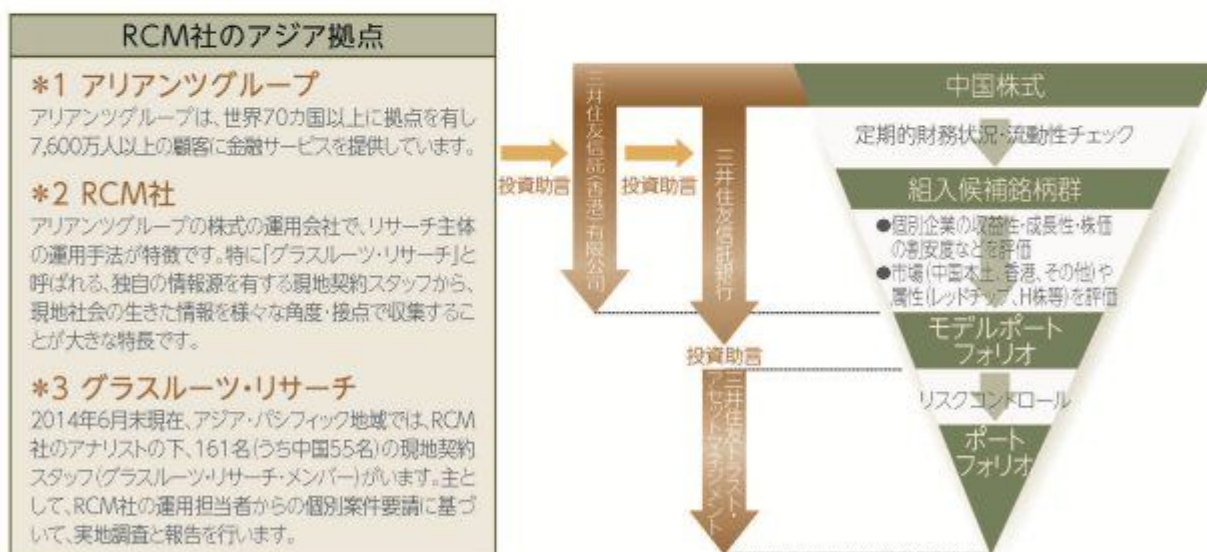 RCM社のアジア拠点
*1 アリアンツグループ
アリアンツグループは、世界70カ国以上に拠点を有し
7,600万人以上の顧客に金融サービスを提供しています。
*2 RCM社
アリアンツグループの株式の運用会社で、リサーチ主体
の運用手法が特徴です。特に「グラスルーツ・リサーチ」と
呼ばれる、独自の情報源を有する現地契約スタッフから、
現地社会の生きた情報を様々な角度・接点で収集するこ
とが大きな特長です。
*3 グラスルーツ・リサーチ
2014年6月末現在、アジア・パシフィック地域では、RCM
社のアナリストの下、161名(うち中国55名)の現地契約
スタッフ(グラスルーツ・リサーチ・メンバー)がいます。主と
して、RCM社の運用担当者からの個別案件要請に基づ
いて、実地調査と報告を行います。
投資助言
三井住友信託(香港)有限公司
投資助言
三井住友信託銀行
投資助言
三井住友トラスト・
アセットマネジメント
中国株式
定期的財務状況・流動性チェック
組入候補銘柄群
●個別企業の収益性・成長性・株価
の割安度などを評価
●市場(中国本土、香港、その他)や
属性(レッドチップ、H株等)を評価
モデルポート
フォリオ
リスクコントロール
ポート
フォリオ